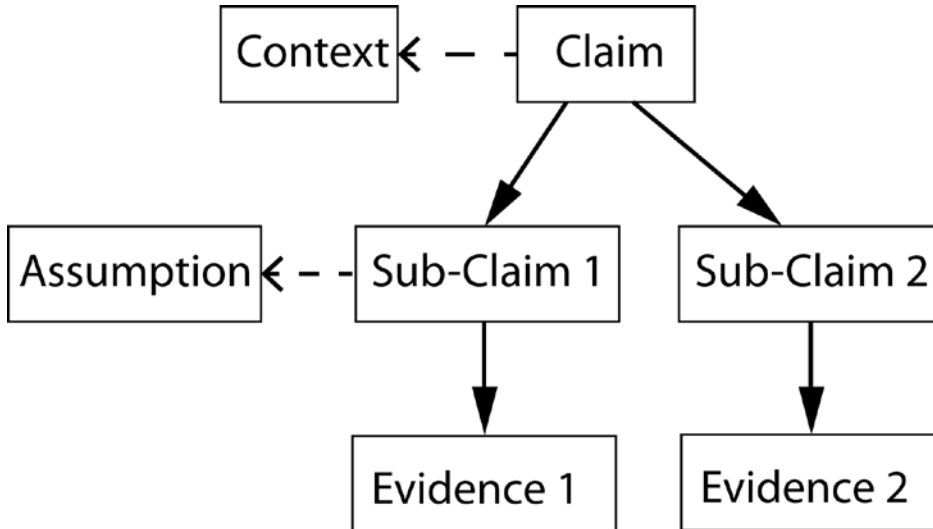 Context
Claim
Assumption
Sub-Claim 1
Sub-Claim 2
Evidence 1
Evidence 2